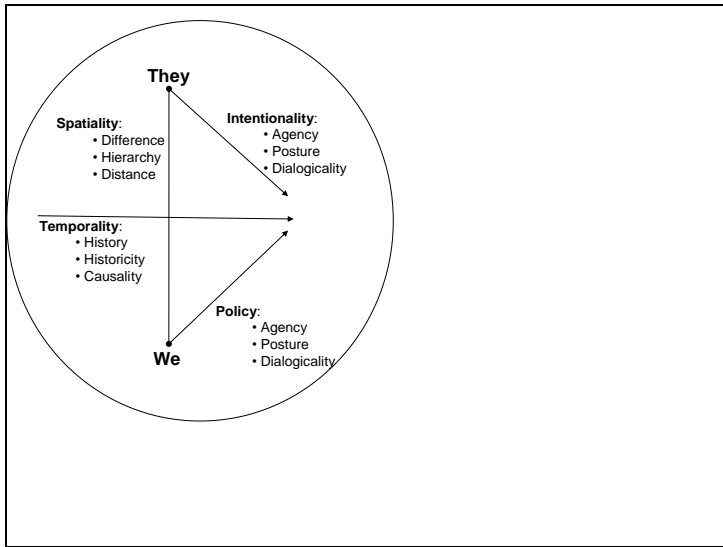 They
Spatiality:
• Difference
• Hierarchy
• Distance
Intentionality:
• Agency
• Posture
• Dialogicality
Temporality:
• History
• Historicity
• Causality
Policy:
• Agency
• Posture
• Dialogicality
We